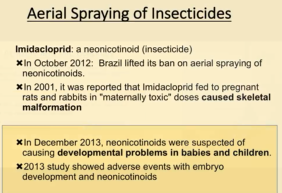 Aerial Spraying of Insecticides
Imidacloprid: a neonicotinoid (insecticide)
✖In October 2012: Brazil lifted its ban on aerial spraying of
neonicotinoids.
✖In 2001, it was reported that Imidacloprid fed to pregnant
rats and rabbits in "maternally toxic" doses caused skeletal
malformation
✖In December 2013, neonicotinoids were suspected of
causing developmental problems in babies and children.
✖2013 study showed adverse events with embryo
development and neonicotinoids